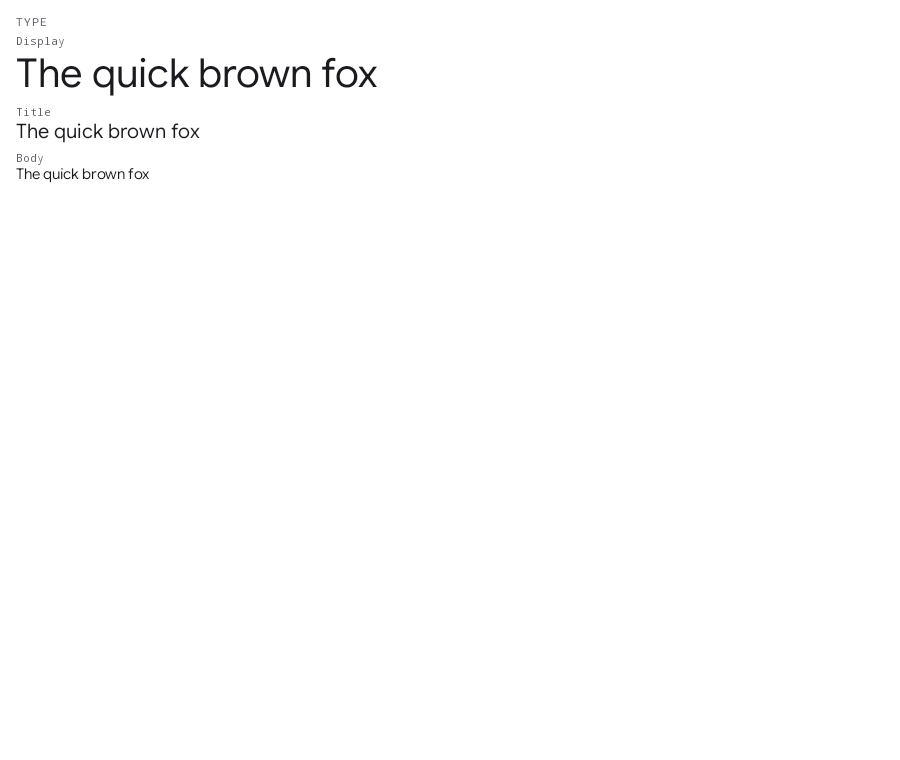 TYPE
Display
The quick brown fox
Title
The quick brown fox
Body
The quick brown fox